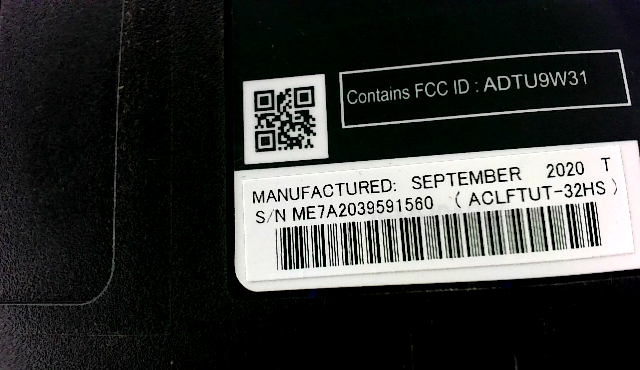 Contains FCC ID : ADTU9W31
MANUFACTURED: SEPTEMBER 2020 T
S/N ME7A2039591560 ( ACLFTUT-32HS )